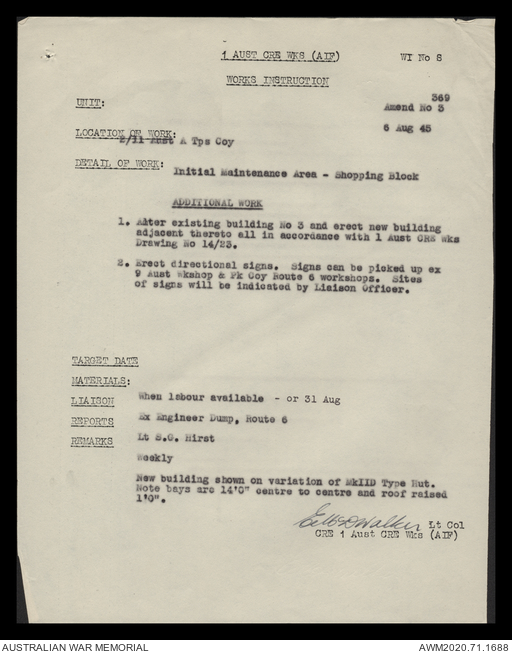 1 AUST CRE WKS (AIF)
WI No S
WORKS INSTRUCTION
369
UNIT:
Amend No 3
6 Aug 45
LOCATION OF WORK:
2/11 Aust A Tps Coy
DETAIL OF WORK:
Initial Maintenance Area - Shopping Block
ADDITIONAL WORK
1. Alter existing building No 3 and erect new building
adjacent thereto all in accordance with 1 Aust CRE Wks
Drawing No 14/23.
2. Erect directional signs. Signs can be picked up ex
9 Aust Wkshop & Pk Coy Route 6 workshops. Sites
of signs will be indicated by Liaison Officer.
TARGET DATE
MATERIALS:
LIAISON
When labour available - or 31 Aug
REPORTS
Ex Engineer Dump, Route 6
REMARKS
Lt S.G. Hirst
Weekly
New building shown on variation of MkIID Type Hut.
Note bays are 14'0" centre to centre and roof raised
1'0".
Walker Lt Col
CRE 1 Aust CRE Wks (AIF)
AUSTRALIAN WAR MEMORIAL
AWM2020.71.1688